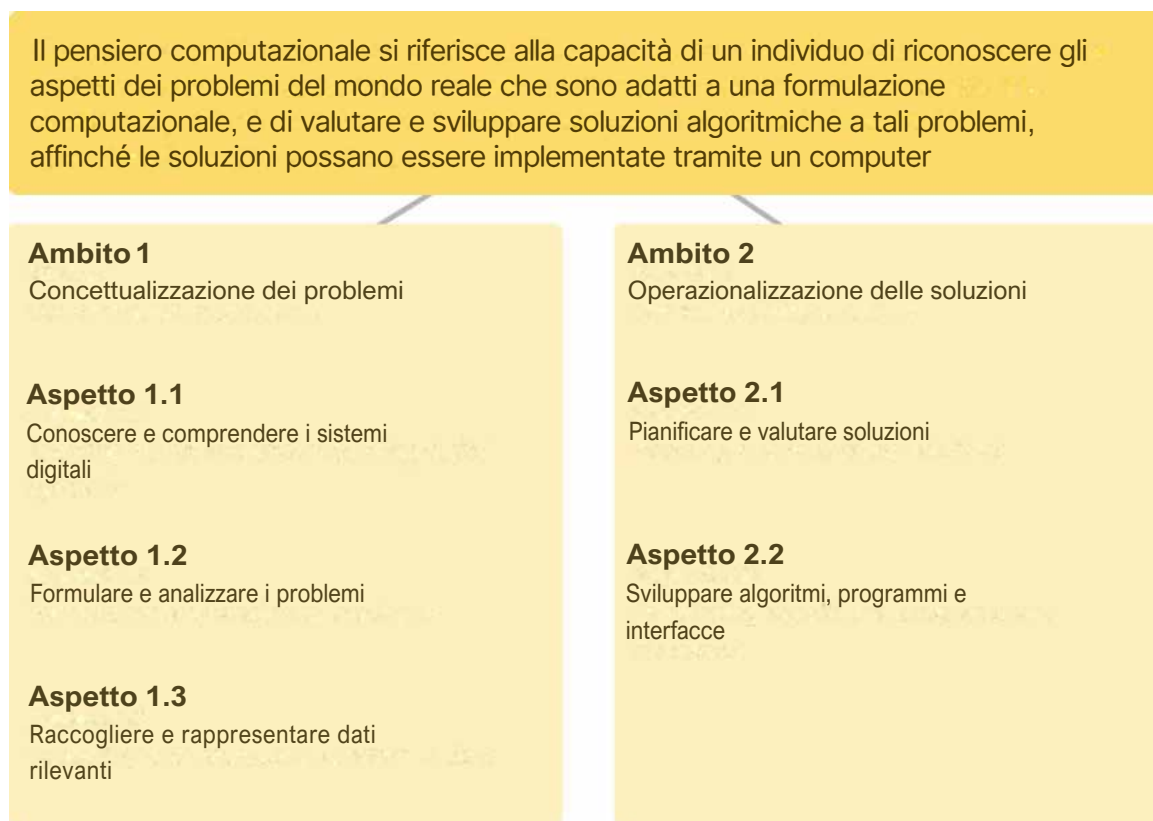 Il pensiero computazionale si riferisce alla capacità di un individuo di riconoscere gli
aspetti dei problemi del mondo reale che sono adatti a una formulazione
computazionale, e di valutare e sviluppare soluzioni algoritmiche a tali problemi,
affinché le soluzioni possano essere implementate tramite un computer
Ambito 1
Concettualizzazione dei problemi
Aspetto 1.1
Conoscere e comprendere i sistemi
digitali
Aspetto 1.2
Formulare e analizzare i problemi
Aspetto 1.3
Raccogliere e rappresentare dati
rilevanti
Ambito 2
Operazionalizzazione delle soluzioni
Aspetto 2.1
Pianificare e valutare soluzioni
Aspetto 2.2
Sviluppare algoritmi, programmi e
interfacce